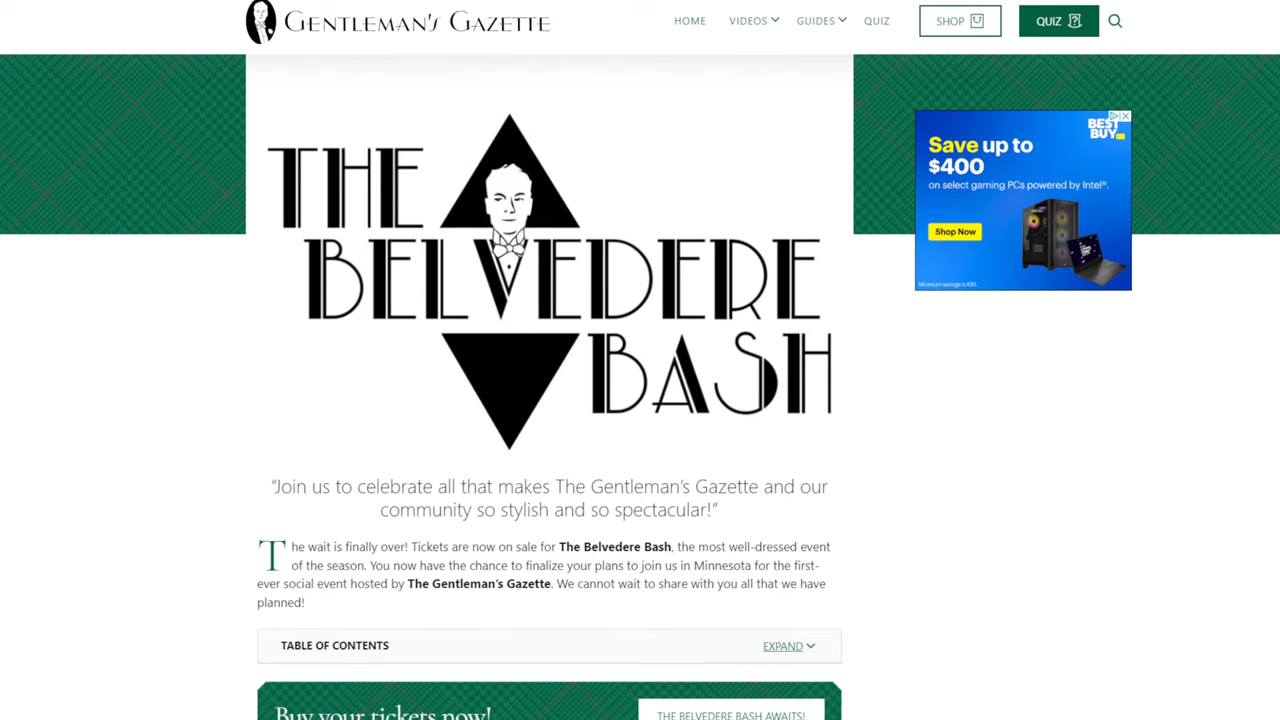 GENTLEMAN'S GAZETTE
HOME
VIDEOS
GUIDES
QUIZ
SHOP
QUIZ
THE
BELVEDERE
BASH
BEST
BUY
Save up to
$400
on select gaming PCs powered by Intel®.
Shop Now
Minimum savings is $30.
“Join us to celebrate all that makes The Gentleman’s Gazette and our
community so stylish and so spectacular!”
The wait is finally over! Tickets are now on sale for The Belvedere Bash, the most well-dressed event
of the season. You now have the chance to finalize your plans to join us in Minnesota for the first-
ever social event hosted by The Gentleman’s Gazette. We cannot wait to share with you all that we have
planned!
TABLE OF CONTENTS
EXPAND
Buy your tickets now!
THE BELVEDERE BASH AWAITS!